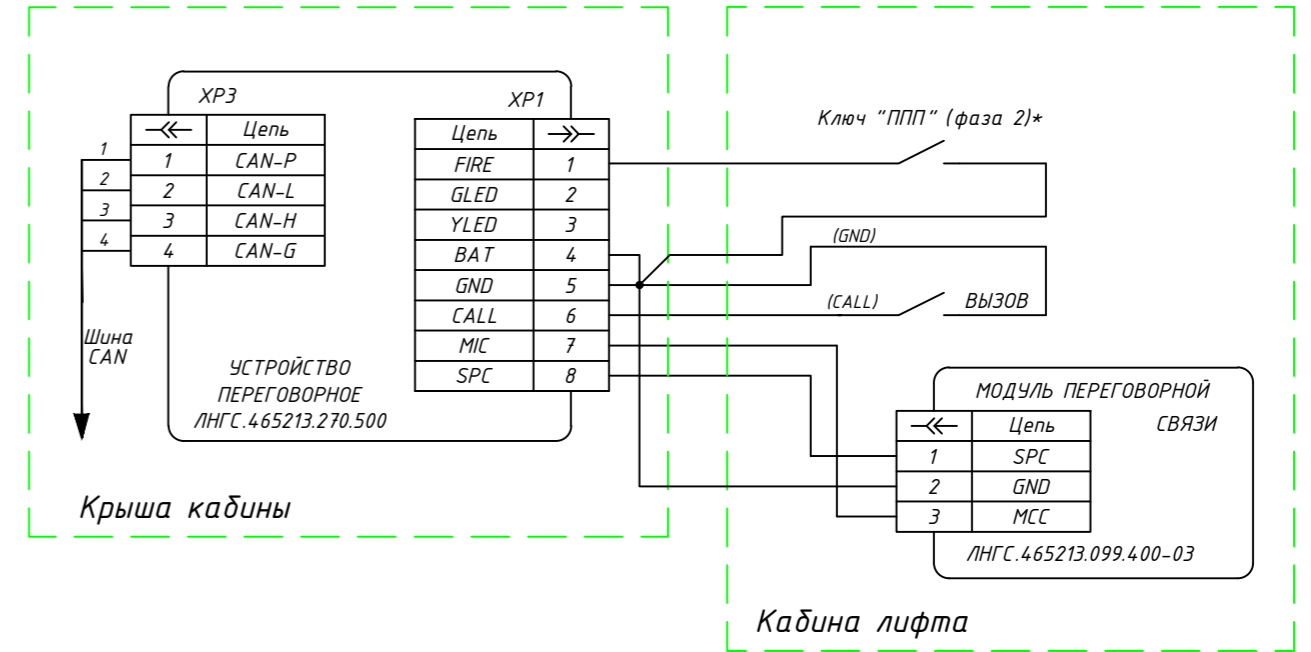 XP3
Цепь
1 1 CAN-P
2 2 CAN-L
3 3 CAN-H
4 4 CAN-G
Шина
CAN
УСТРОЙСТВО
ПЕРЕГОВОРНОЕ
ЛНГС.465213.270.500
XP1
Цепь
FIRE 1
GLED 2
YLED 3
BAT 4
GND 5
CALL 6
MIC 7
SPC 8
Крыша кабины
Ключ "ППП" (фаза 2)*
(GND)
(CALL) ВЫЗОВ
МОДУЛЬ ПЕРЕГОВОРНОЙ
СВЯЗИ
Цепь
1 SPC
2 GND
3 MCC
ЛНГС.465213.099.400-03
Кабина лифта